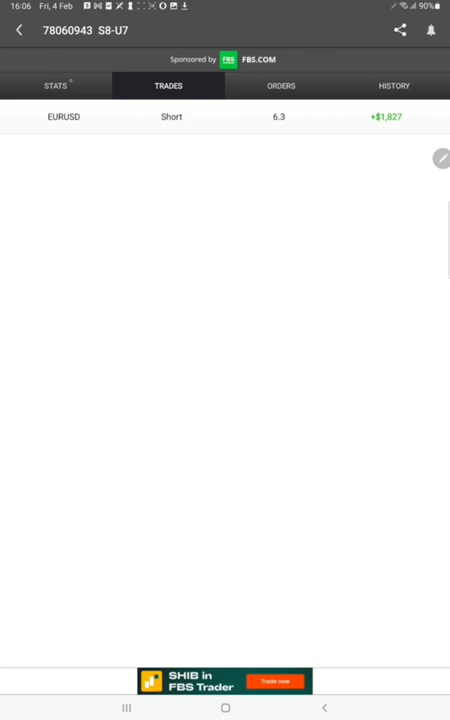 16:06 Fri, 4 Feb 90%
78060943 S8-U7
Sponsored by FBS FBS.COM
STATS TRADES ORDERS HISTORY
EURUSD Short 6.3 +$1,827
SHIB in
FBS Trader
Trade now